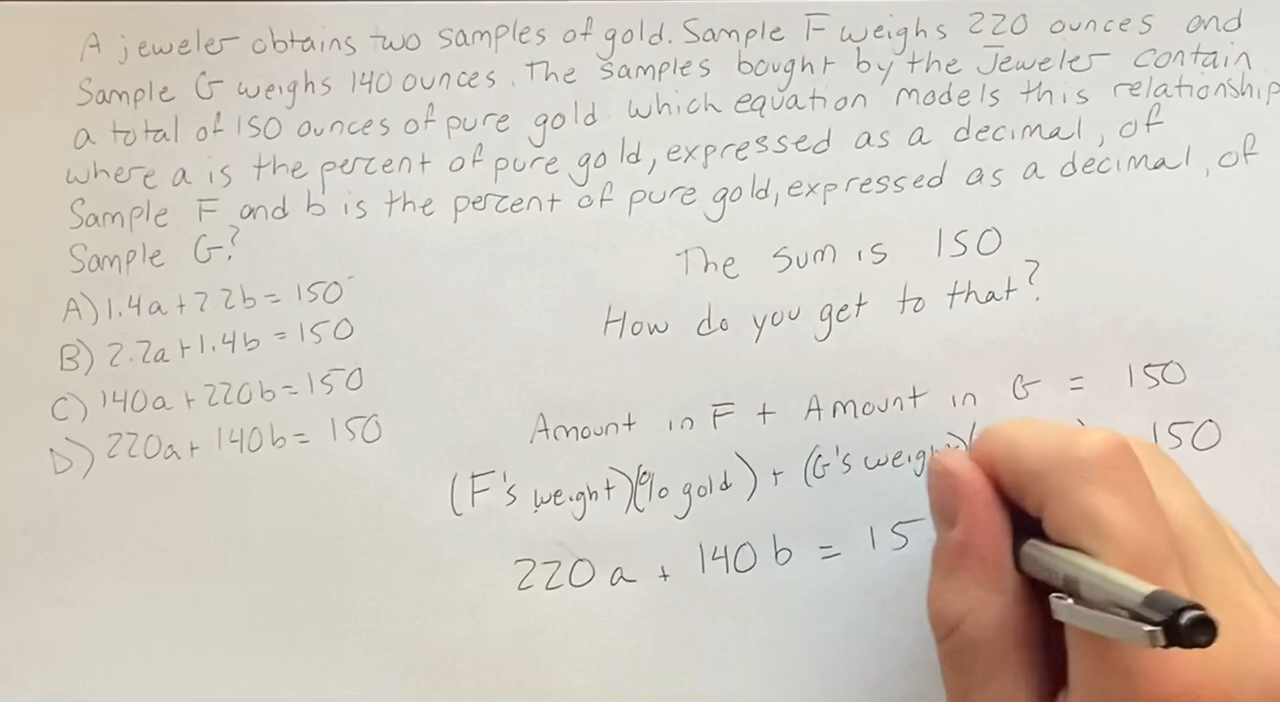 A jeweler obtains two samples of gold. Sample F weighs 220 ounces and
Sample G weighs 140 ounces. The samples bought by the Jeweler contain
a total of 150 ounces of pure gold. which equation models this relationship
where a is the percent of pure gold, expressed as a decimal, of
Sample F and b is the percent of pure gold, expressed as a decimal, of
Sample G?
A) 1.4a + 2.2b = 150
B) 2.2a + 1.4b = 150
C) 140a + 220b = 150
D) 220a + 140b = 150
The sum is 150
How do you get to that?
Amount in F + Amount in G = 150
(F's weight)(% gold) + (G's 150
220a + 140b = 15